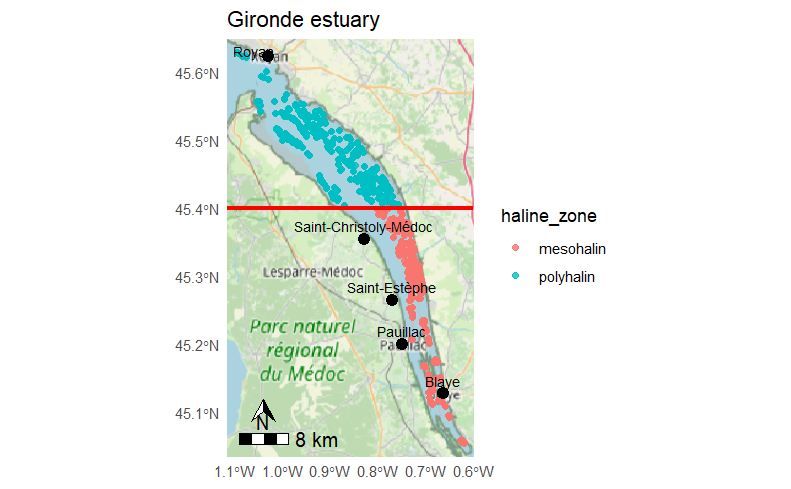 Gironde estuary
Royan
45.6°N
45.5°N
45.4°N
Saint-Christoly-Médoc
45.3°N
Lesparre-Médoc
Saint-Estèphe
Pauillac
Pauillac
45.2°N
Parc naturel
régional
du Médoc
Blaye
45.1°N
N
8 km
1.1°W 1.0°W 0.9°W 0.8°W 0.7°W 0.6°W
haline_zone
mesohalin
polyhalin